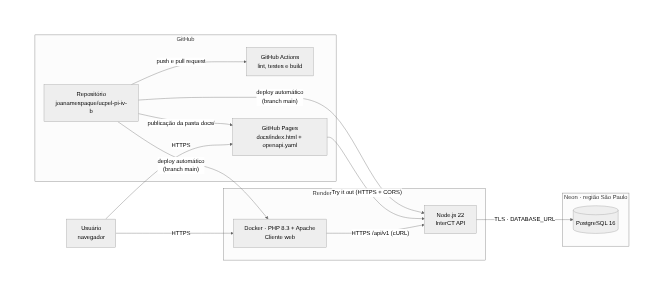 GitHub
push e pull request
GitHub Actions
lint, testes e build
Repositório
joanamespaque/ucpel-pi-iv-
b
deploy automático
(branch main)
publicação da pasta docs
GitHub Pages
docs/index.html +
openapi.yaml
HTTPS
deploy automático
(branch main)
Render
Try it out (HTTPS + CORS)
Neon - região São Paulo
Usuário
navegador
HTTPS
Docker - PHP 8.3 + Apache
Cliente web
HTTPS /api/v1 (cURL)
Node.js 22
InterCT API
TLS - DATABASE_URL
PostgreSQL 16